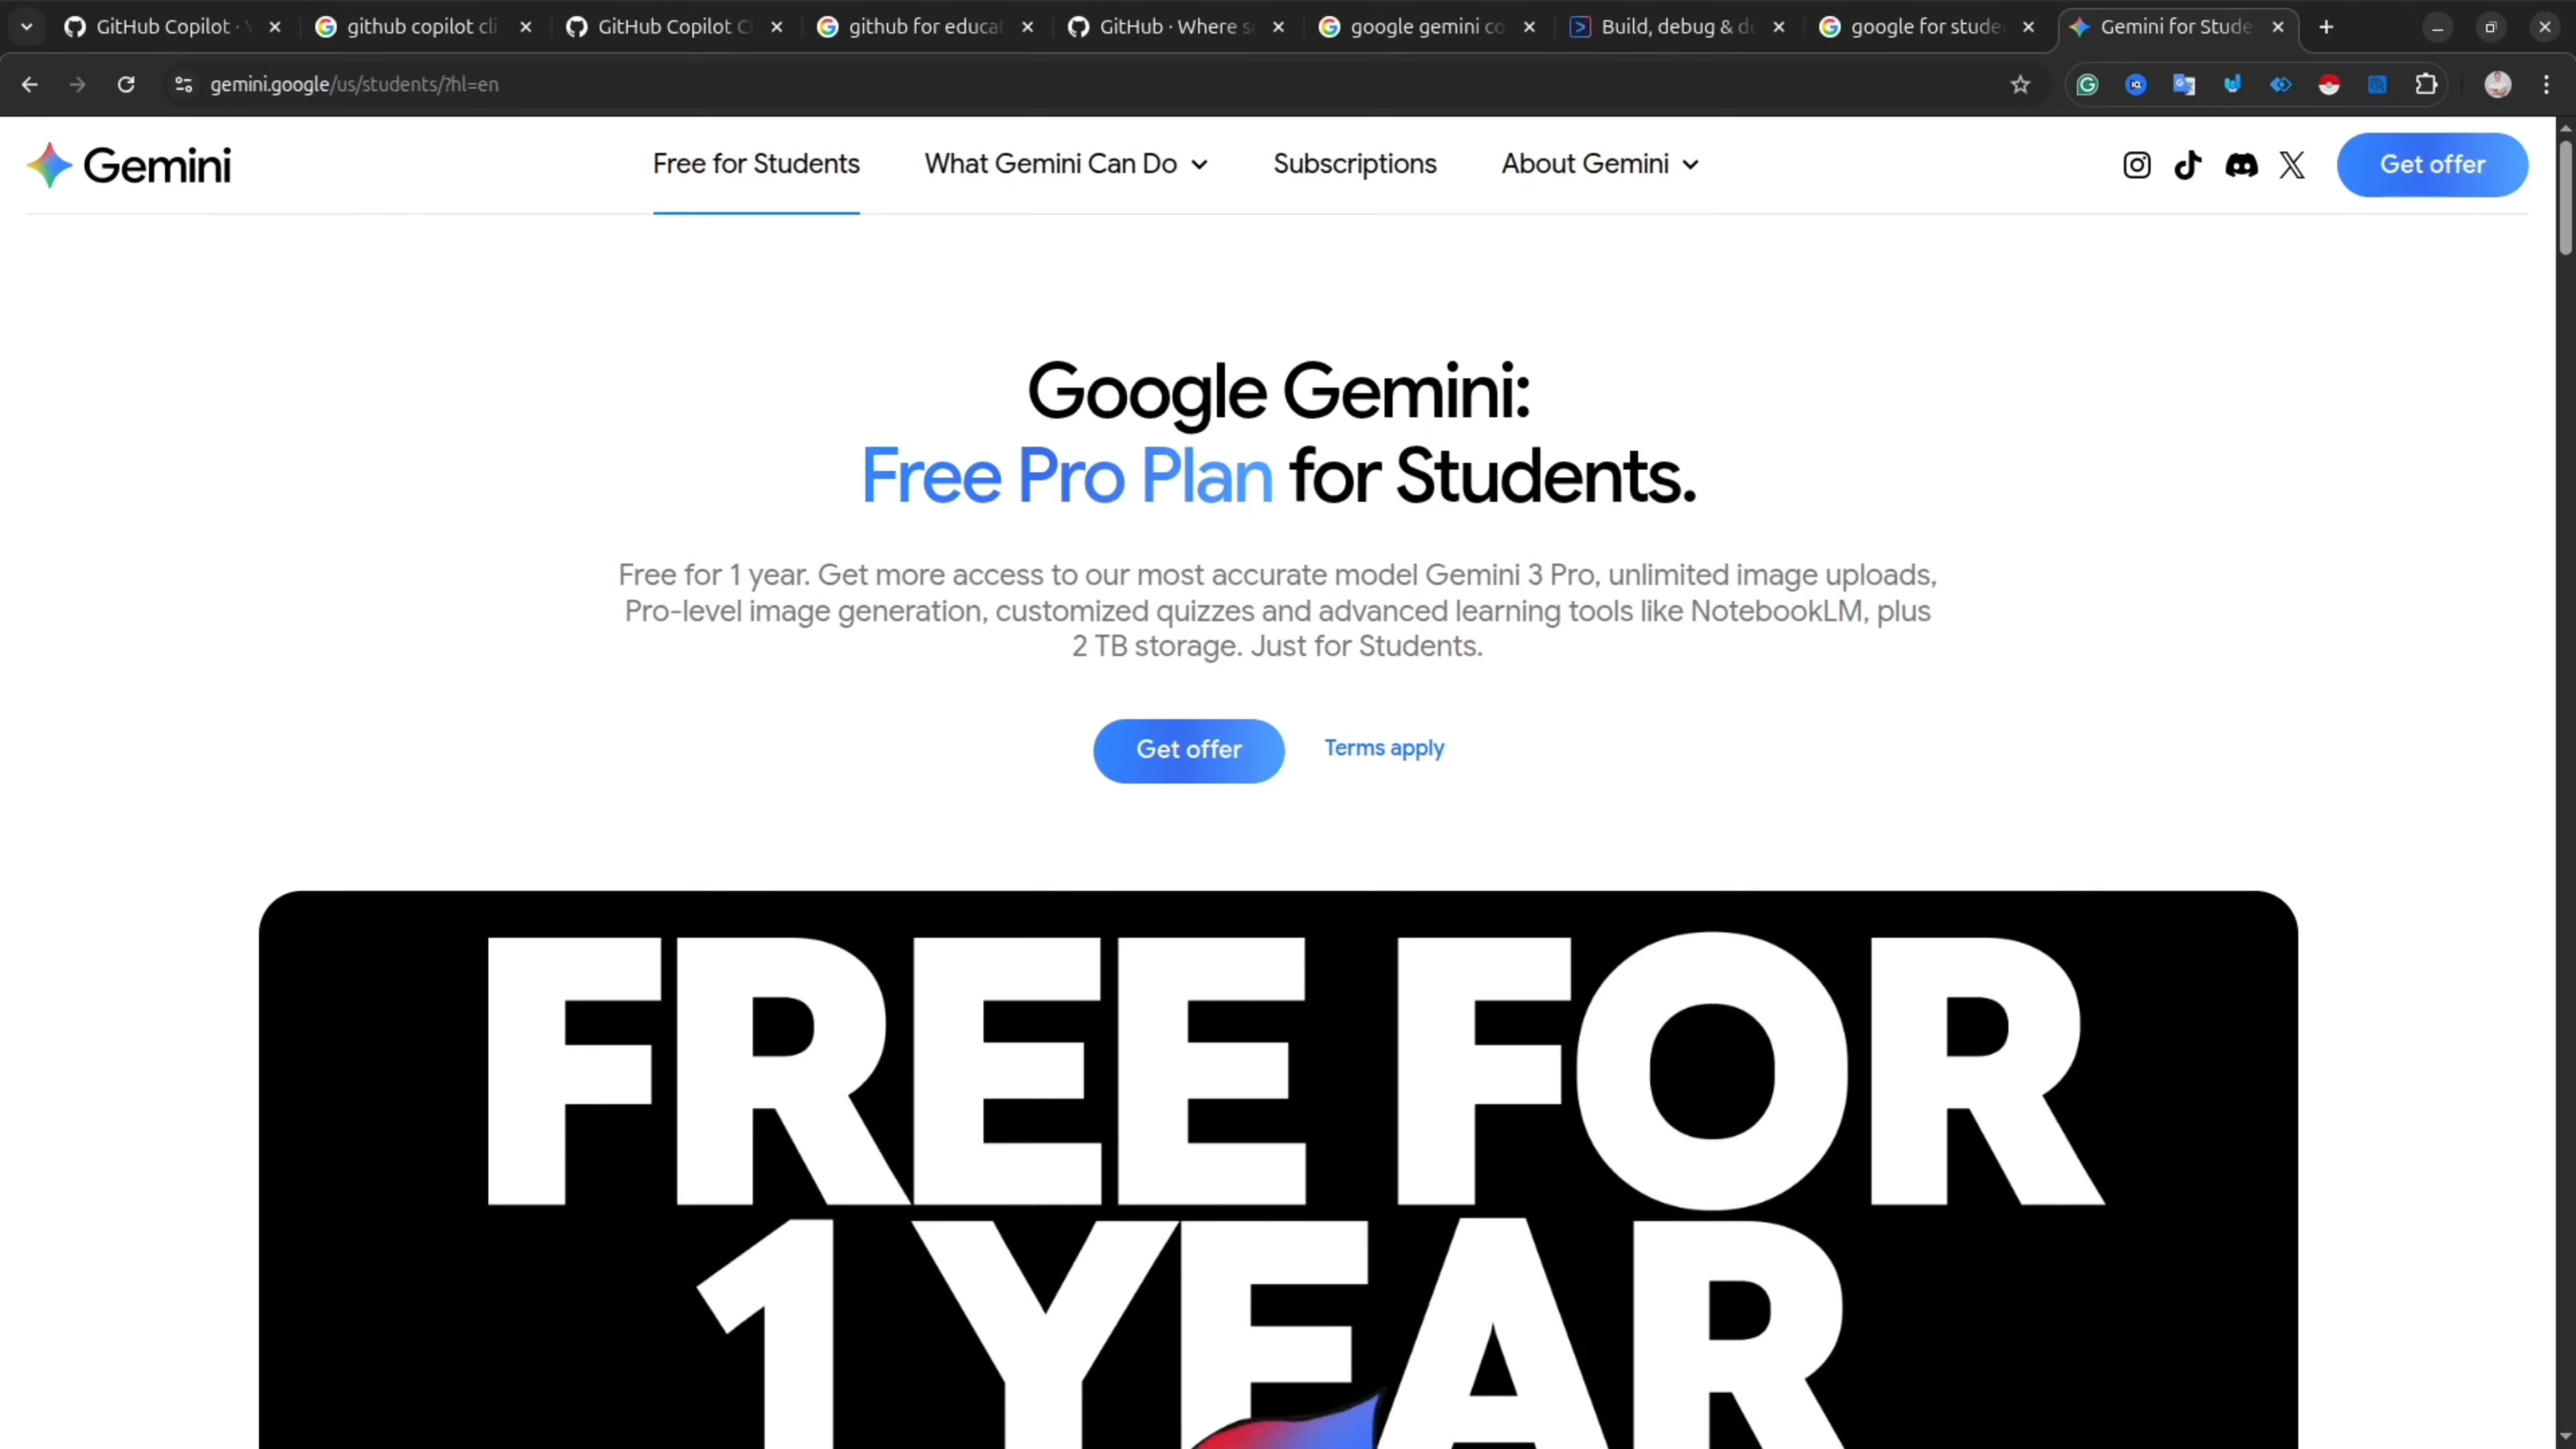 GitHub Copilot · Y
github copilot cli
GitHub Copilot C
github for educa
GitHub · Where s
google gemini co
Build, debug & de
google for stude
Gemini for Stude
gemini.google/us/students/?hl=en
Gemini
Free for Students
What Gemini Can Do
Subscriptions
About Gemini
Get offer
Google Gemini:
Free Pro Plan for Students.
Free for 1 year. Get more access to our most accurate model Gemini 3 Pro, unlimited image uploads,
Pro-level image generation, customized quizzes and advanced learning tools like NotebookLM, plus
2 TB storage. Just for Students.
Get offer
Terms apply
FREE FOR
1 YEAR